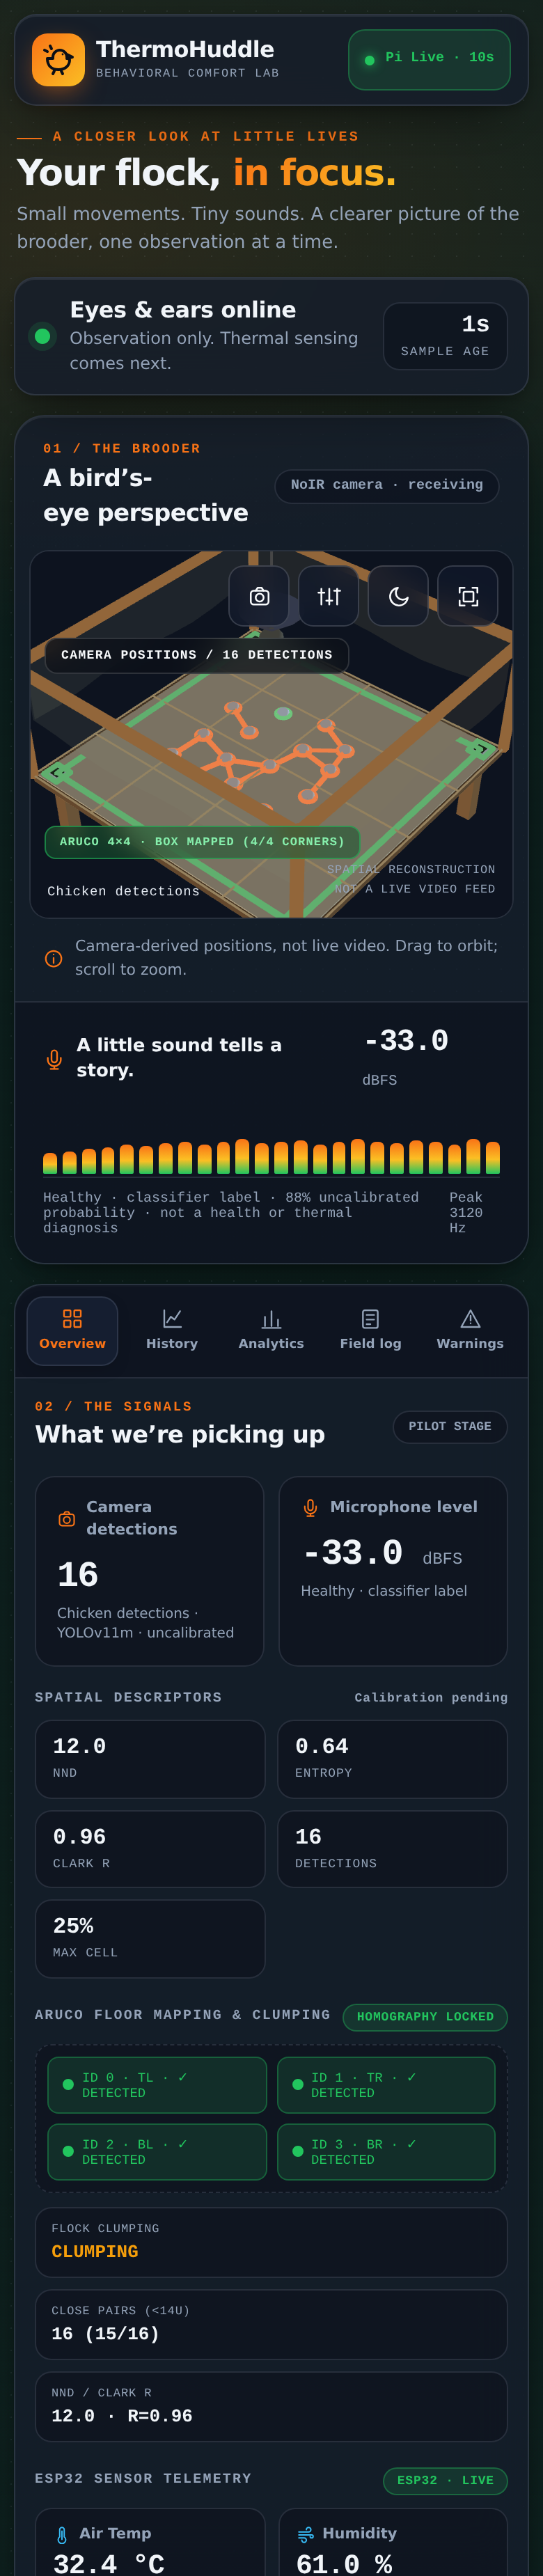 ThermoHuddle
BEHAVIORAL COMFORT LAB
Pi Live · 10s
A CLOSER LOOK AT LITTLE LIVES
Your flock, in focus.
Small movements. Tiny sounds. A clearer picture of the
brooder, one observation at a time.
Eyes & ears online
Observation only. Thermal sensing
comes next.
1s
SAMPLE AGE
01 / THE BROODER
A bird’s-
eye perspective
NoIR camera · receiving
CAMERA POSITIONS / 16 DETECTIONS
ARUCO 4×4 · BOX MAPPED (4/4 CORNERS)
SPATIAL RECONSTRUCTION
NOT A LIVE VIDEO FEED
Chicken detections
Camera-derived positions, not live video. Drag to orbit;
scroll to zoom.
A little sound tells a
story.
-33.0
dBFS
Healthy · classifier label · 88% uncalibrated
probability · not a health or thermal
diagnosis
Peak
3120
Hz
Overview
History
Analytics
Field log
Warnings
02 / THE SIGNALS
What we’re picking up
PILOT STAGE
Camera
detections
16
Chicken detections ·
YOLOv11m · uncalibrated
Microphone level
-33.0 dBFS
Healthy · classifier label
SPATIAL DESCRIPTORS
Calibration pending
12.0
NND
0.64
ENTROPY
0.96
CLARK R
16
DETECTIONS
25%
MAX CELL
ARUCO FLOOR MAPPING & CLUMPING
HOMOGRAPHY LOCKED
ID 0 · TL · ✓
DETECTED
ID 1 · TR · ✓
DETECTED
ID 2 · BL · ✓
DETECTED
ID 3 · BR · ✓
DETECTED
FLOCK CLUMPING
CLUMPING
CLOSE PAIRS (<14U)
16 (15/16)
NND / CLARK R
12.0 · R=0.96
ESP32 SENSOR TELEMETRY
ESP32 · LIVE
Air Temp
32.4 °C
Humidity
61.0 %